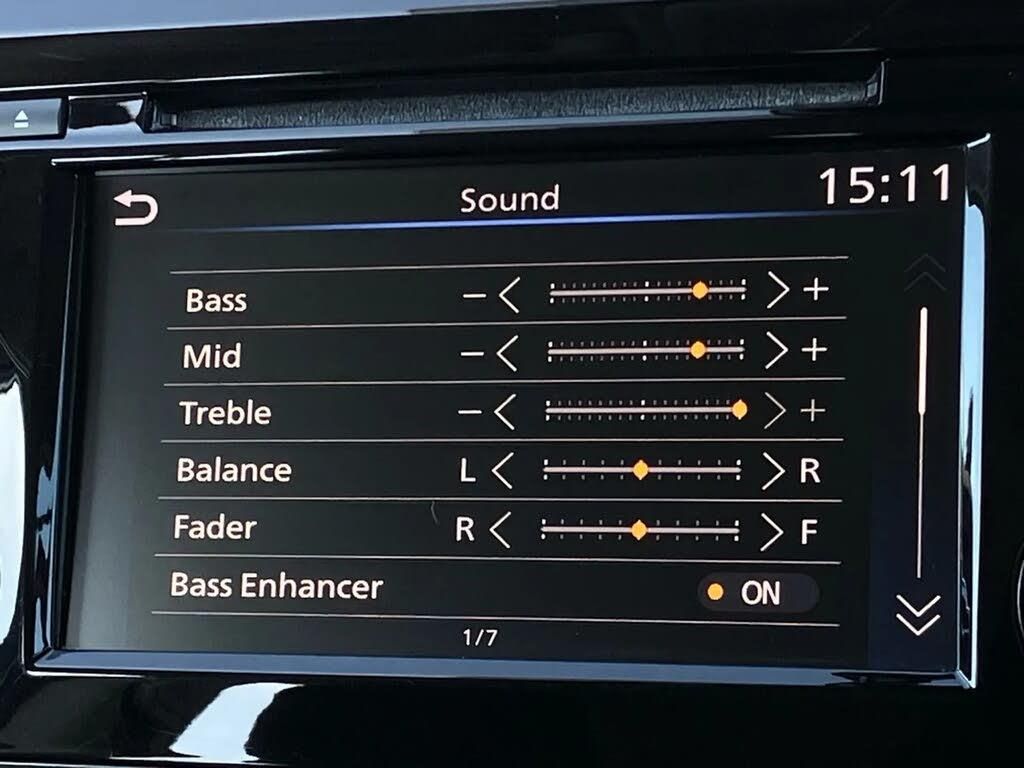 Sound 15:11
Bass − < > +
Mid − < > +
Treble − < > +
Balance L < > R
Fader R < > F
Bass Enhancer ON
1/7